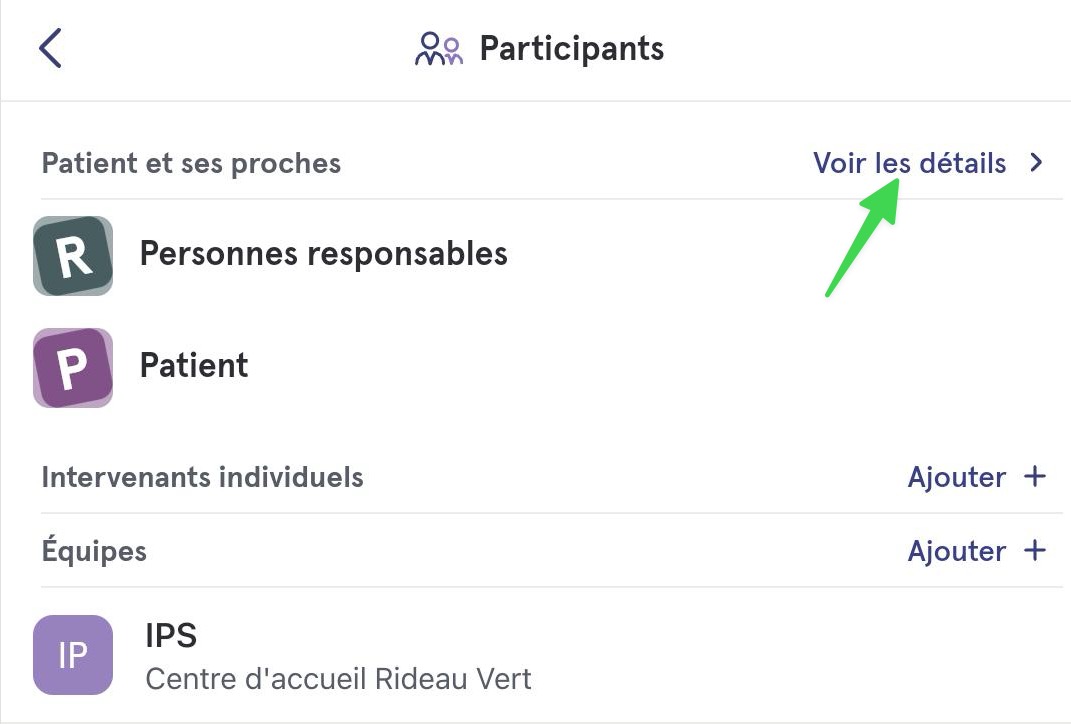 Participants
Patient et ses proches Voir les détails
R Personnes responsables
P Patient
Intervenants individuels Ajouter +
Équipes Ajouter +
IP IPS
Centre d'accueil Rideau Vert